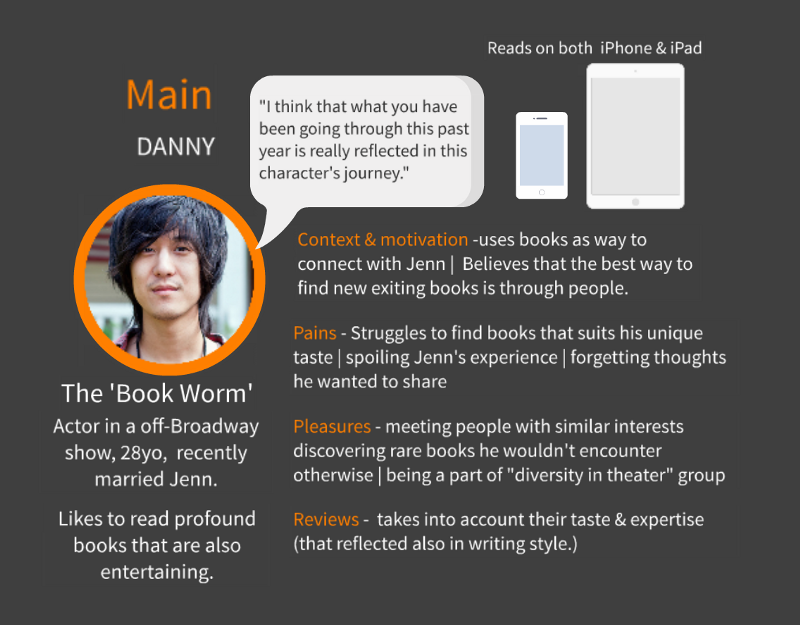 Reads on both  iPhone & iPad
Main
DANNY
"I think that what you have
been going through this past
year is really reflected in this
character's journey."
The 'Book Worm'
Actor in a off-Broadway
show, 28yo,  recently
married Jenn.
Likes to read profound
books that are also
entertaining.
Context & motivation -uses books as way to
connect with Jenn |  Believes that the best way to
find new exiting books is through people.
Pains - Struggles to find books that suits his unique
taste | spoiling Jenn's experience | forgetting thoughts
he wanted to share
Pleasures - meeting people with similar interests
discovering rare books he wouldn't encounter
otherwise | being a part of "diversity in theater" group
Reviews -  takes into account their taste & expertise
(that reflected also in writing style.)